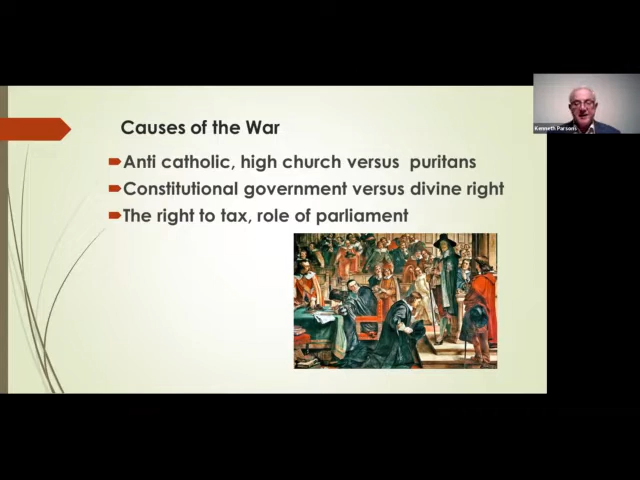 Causes of the War
Anti catholic, high church versus puritans
Constitutional government versus divine right
The right to tax, role of parliament
Kenneth Parsons